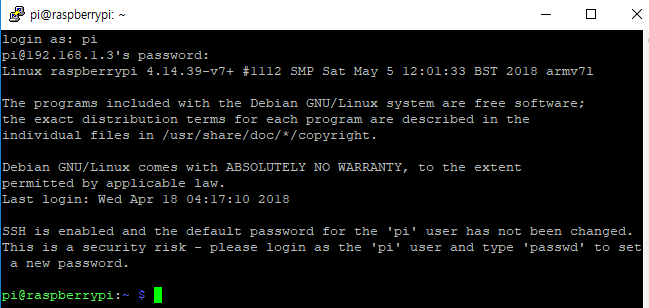 pi@raspberrypi: ~
login as: pi
pi@192.168.1.3's password:
Linux raspberrypi 4.14.39-v7+ #1112 SMP Sat May 5 12:01:33 BST 2018 armv7l
The programs included with the Debian GNU/Linux system are free software;
the exact distribution terms for each program are described in the
individual files in /usr/share/doc/*/copyright.
Debian GNU/Linux comes with ABSOLUTELY NO WARRANTY, to the extent
permitted by applicable law.
Last login: Wed Apr 18 04:17:10 2018
SSH is enabled and the default password for the 'pi' user has not been changed.
This is a security risk - please login as the 'pi' user and type 'passwd' to set
 a new password.
pi@raspberrypi:~ $